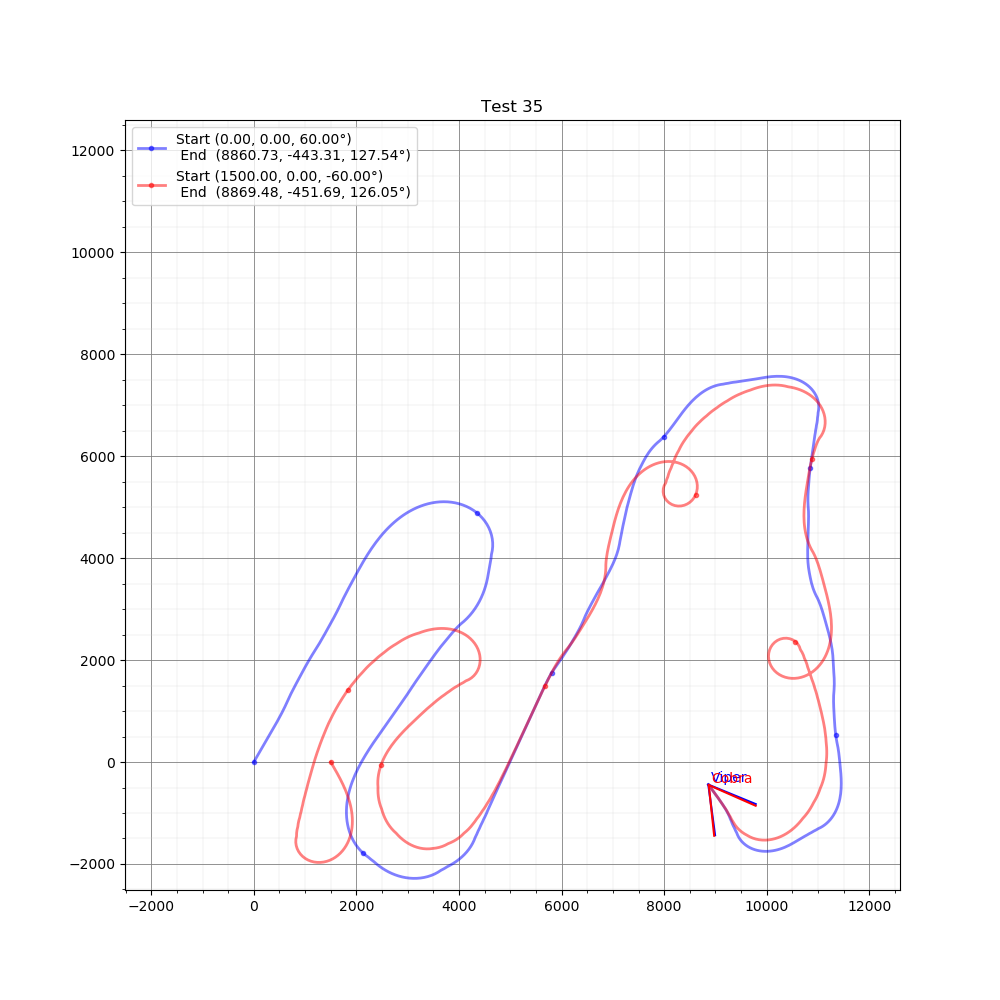 Test 35
Start (0.00, 0.00, 60.00°)
End  (8860.73, -443.31, 127.54°)
Start (1500.00, 0.00, -60.00°)
End  (8869.48, -451.69, 126.05°)
12000
10000
8000
6000
4000
2000
0
−2000
Viper
Cobra
−2000 0 2000 4000 6000 8000 10000 12000